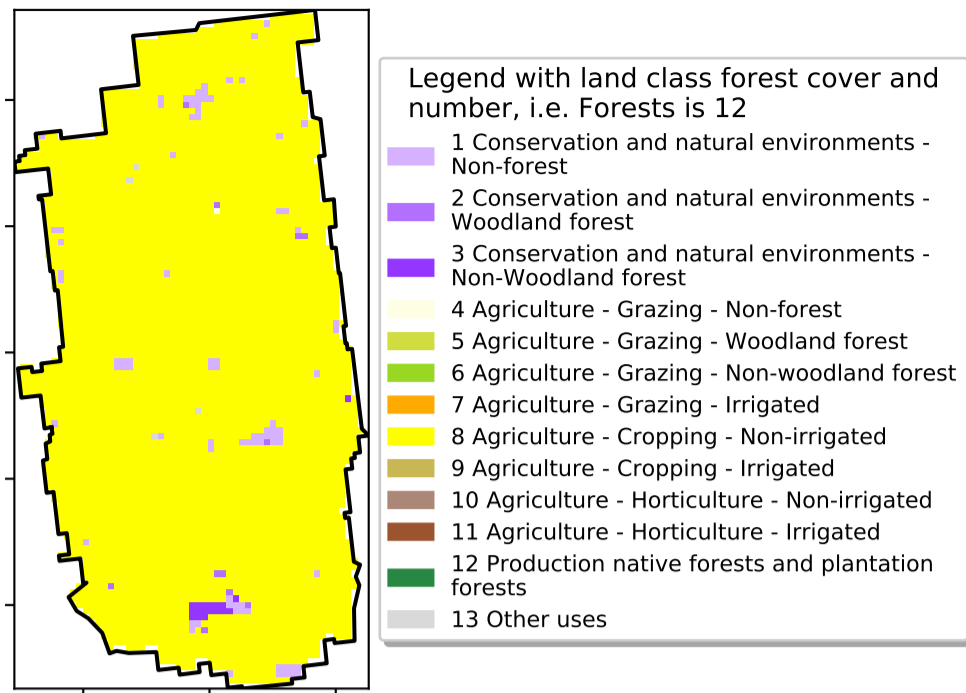 Legend with land class forest cover and
number, i.e. Forests is 12
1 Conservation and natural environments -
Non-forest
2 Conservation and natural environments -
Woodland forest
3 Conservation and natural environments -
Non-Woodland forest
4 Agriculture - Grazing - Non-forest
5 Agriculture - Grazing - Woodland forest
6 Agriculture - Grazing - Non-woodland forest
7 Agriculture - Grazing - Irrigated
8 Agriculture - Cropping - Non-irrigated
9 Agriculture - Cropping - Irrigated
10 Agriculture - Horticulture - Non-irrigated
11 Agriculture - Horticulture - Irrigated
12 Production native forests and plantation
forests
13 Other uses